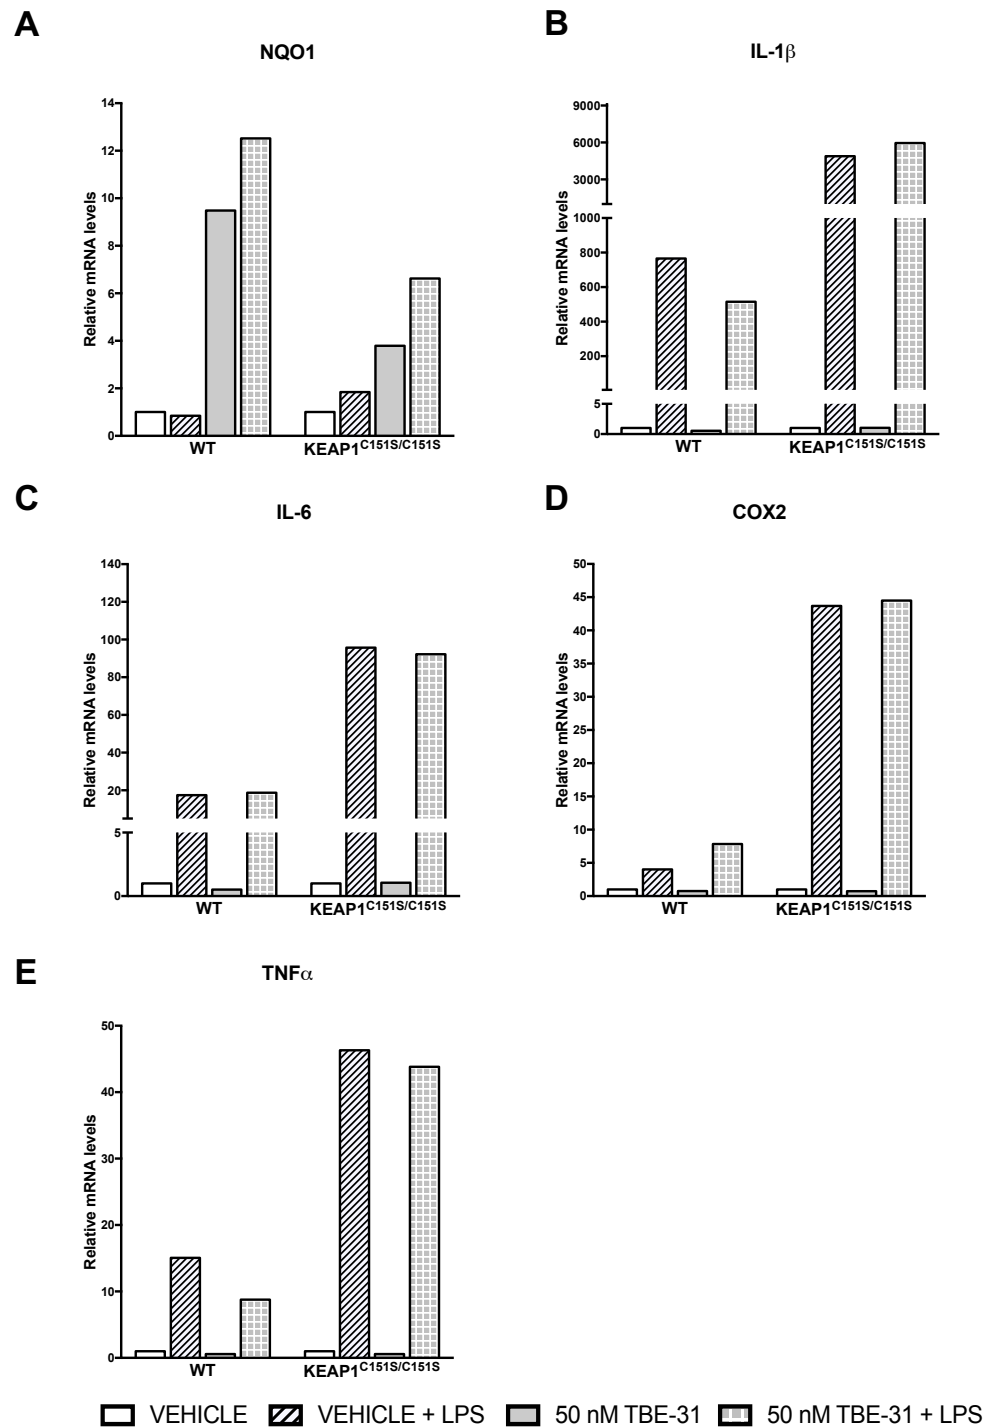 A
NQO1
Relative mRNA levels
14
12
10
8
6
4
2
0
WT
KEAP1C151S/C151S
B
IL-1β
Relative mRNA levels
9000
6000
3000
1000
800
600
400
200
5
0
WT
KEAP1C151S/C151S
C
IL-6
Relative mRNA levels
140
120
100
80
60
40
20
5
0
WT
KEAP1C151S/C151S
D
COX2
Relative mRNA levels
50
45
40
35
30
25
20
15
10
5
0
WT
KEAP1C151S/C151S
E
TNFα
Relative mRNA levels
50
40
30
20
10
0
WT
KEAP1C151S/C151S
VEHICLE
VEHICLE + LPS
50 nM TBE-31
50 nM TBE-31 + LPS